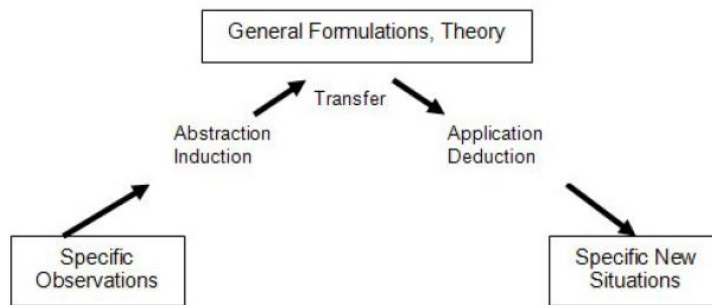 General Formulations, Theory
Transfer
Abstraction
Induction
Application
Deduction
Specific
Observations
Specific New
Situations